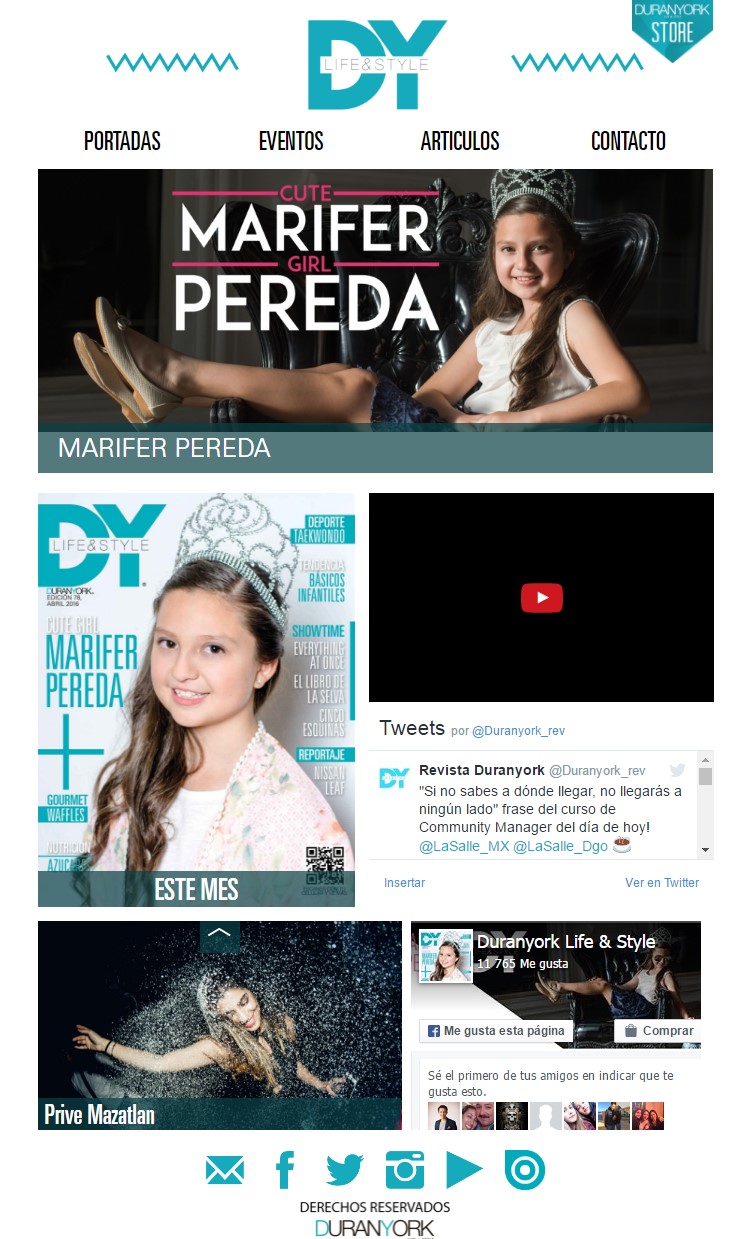 DURANYORK
STORE
DY
LIFE&STYLE
PORTADAS EVENTOS ARTICULOS CONTACTO
CUTE
MARIFER
GIRL
PEREDA
MARIFER PEREDA
DY
LIFE&STYLE
DURANYORK
EDICIÓN 78,
ABRIL 2016
CUTE GIRL
MARIFER
PEREDA
+
GOURMET
WAFFLES
NUTRICIÓN
AZUCAR
DEPORTE
TAEKWONDO
TENDENCIA
BÁSICOS
INFANTILES
SHOWTIME
EVERYTHING
AT ONCE
EL LIBRO DE
LA SELVA
CINCO
ESQUINAS
REPORTAJE
NISSAN
LEAF
ESTE MES
Tweets por @Duranyork_rev
DY
Revista Duranyork @Duranyork_rev
"Si no sabes a dónde llegar, no llegarás a
ningún lado" frase del curso de
Community Manager del día de hoy!
@LaSalle_MX @LaSalle_Dgo
Insertar Ver en Twitter
Prive Mazatlan
DY
MARIFER
PEREDA
Duranyork Life & Style
11 765 Me gusta
Me gusta esta página Comprar
Sé el primero de tus amigos en indicar que te
gusta esto.
DERECHOS RESERVADOS
DURANYORK